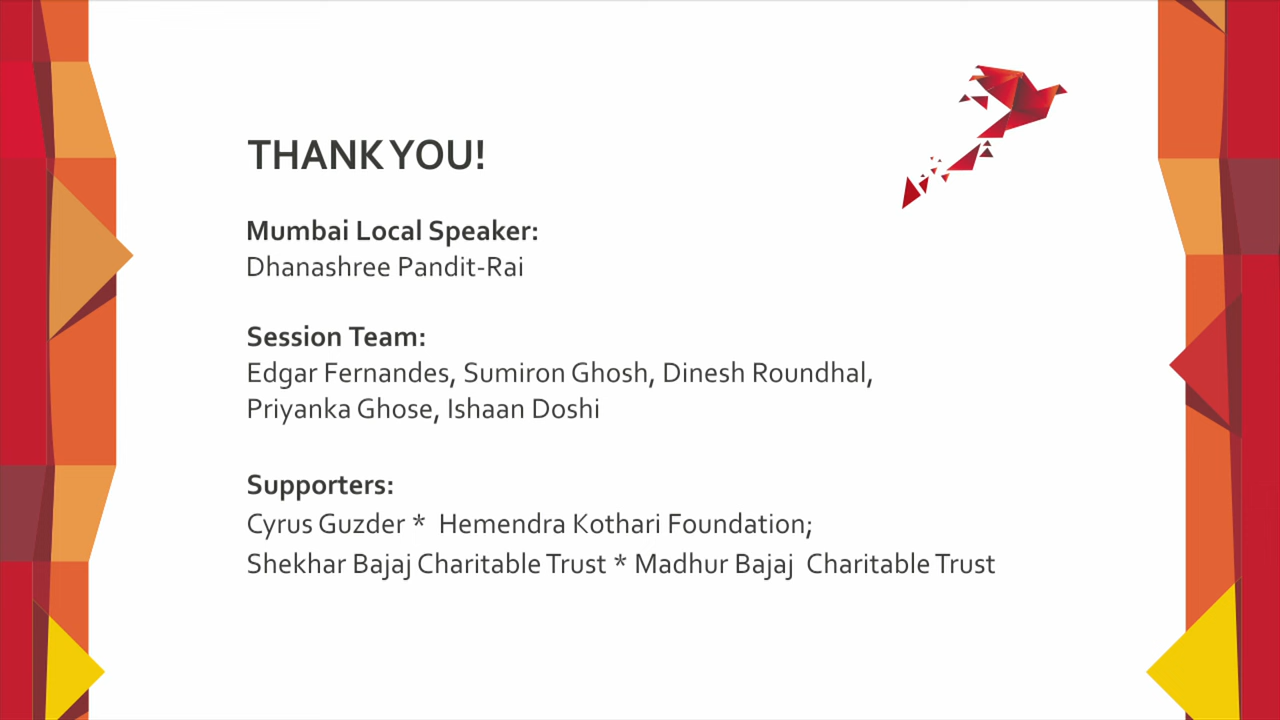 THANK YOU!
Mumbai Local Speaker:
Dhanashree Pandit-Rai
Session Team:
Edgar Fernandes, Sumiron Ghosh, Dinesh Roundhal,
Priyanka Ghose, Ishaan Doshi
Supporters:
Cyrus Guzder * Hemendra Kothari Foundation;
Shekhar Bajaj Charitable Trust * Madhur Bajaj Charitable Trust